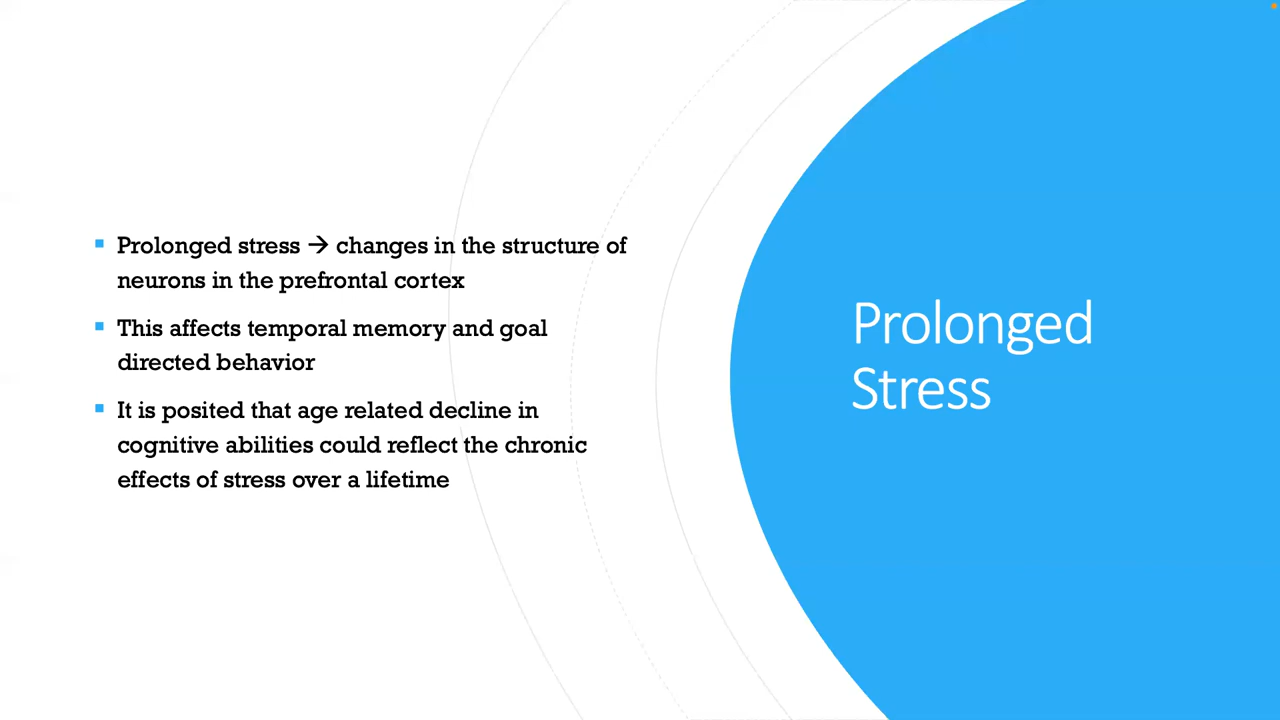 Prolonged stress → changes in the structure of
neurons in the prefrontal cortex
This affects temporal memory and goal
directed behavior
It is posited that age related decline in
cognitive abilities could reflect the chronic
effects of stress over a lifetime
Prolonged
Stress